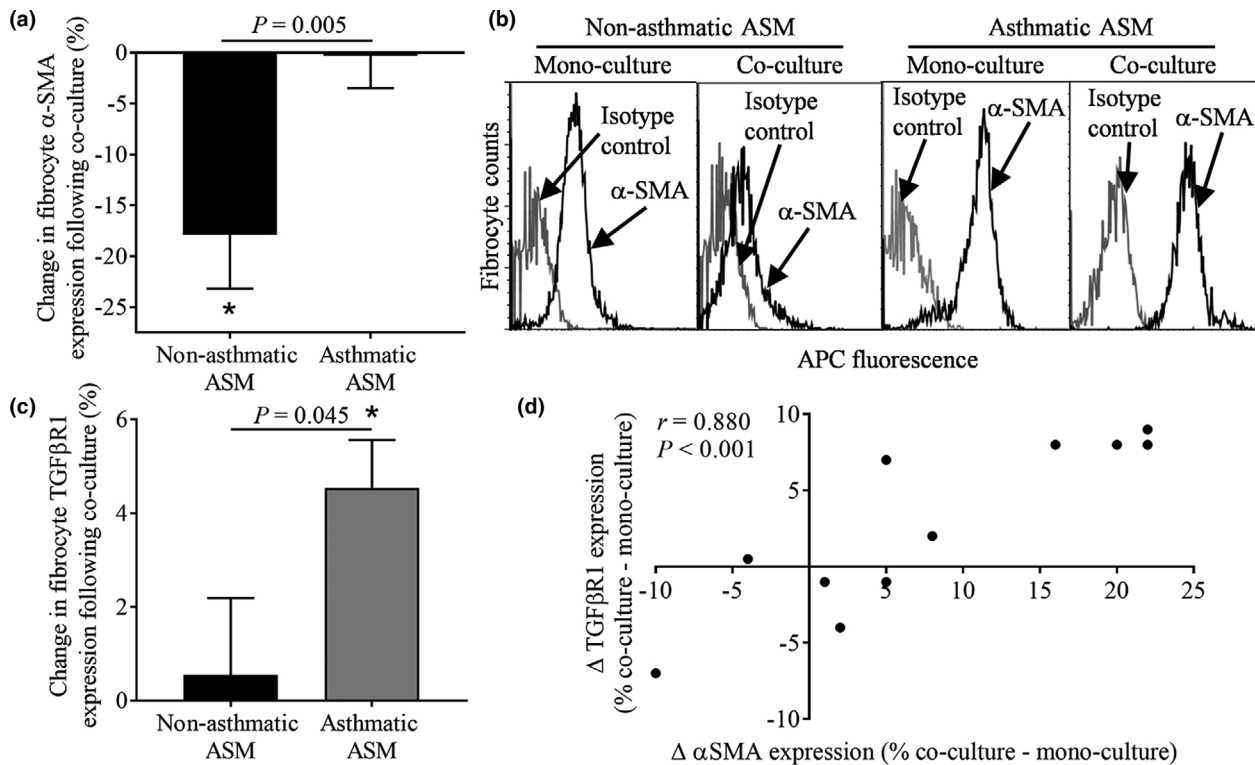 (a)
P = 0.005
Change in fibrocyte α-SMA
expression following co-culture (%)
-0
-5
-10
-15
-20
-25
*
Non-asthmatic
ASM
Asthmatic
ASM
(b)
Non-asthmatic ASM
Asthmatic ASM
Mono-culture
Co-culture
Mono-culture
Co-culture
Fibrocyte counts
Isotype
control
α-SMA
Isotype
control
α-SMA
Isotype
control
α-SMA
Isotype
control
α-SMA
APC fluorescence
(c)
P = 0.045
*
Change in fibrocyte TGFβR1
expression following co-culture (%)
6
4
2
0
Non-asthmatic
ASM
Asthmatic
ASM
(d)
r = 0.880
P < 0.001
Δ TGFβR1 expression
(% co-culture - mono-culture)
10
5
-5
-10
-10
-5
5
10
15
20
25
Δ αSMA expression (% co-culture - mono-culture)